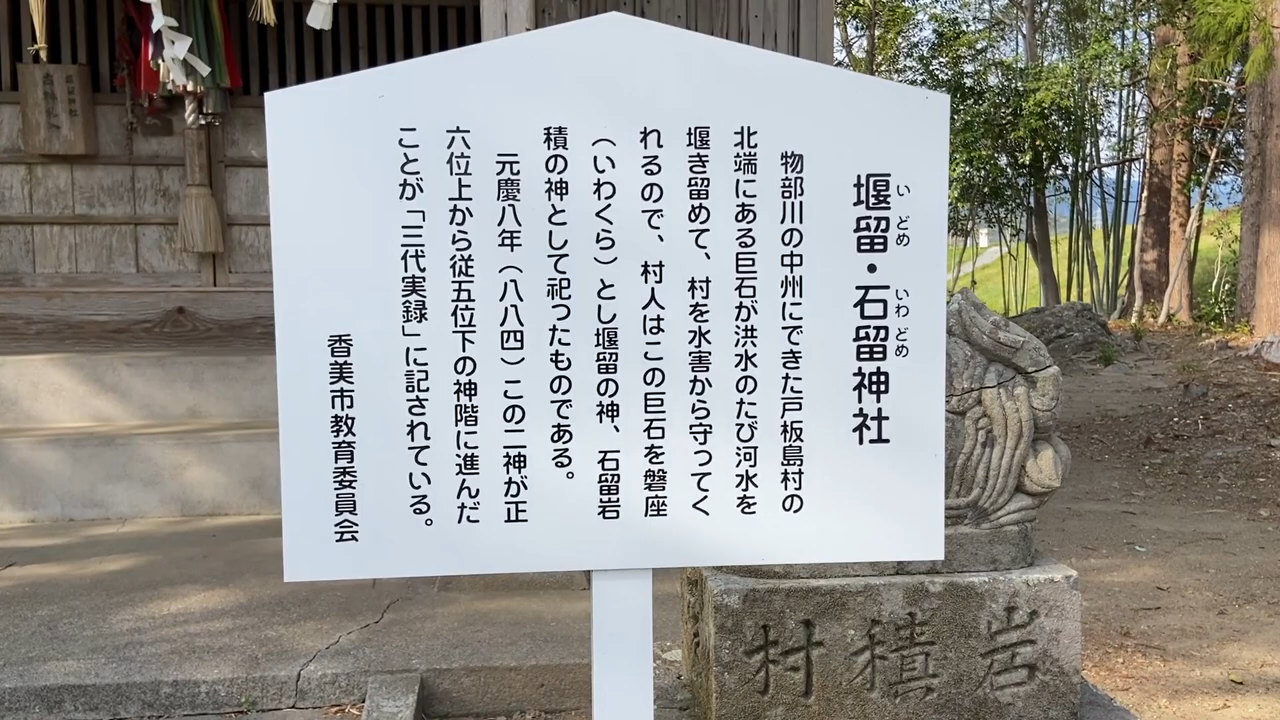 堰留・石留神社
いどめ
いわどめ
物部川の中州にできた戸板島村の
北端にある巨石が洪水のたび河水を
堰き留めて、村を水害から守ってく
れるので、村人はこの巨石を磐座
(いわくら)とし堰留の神、石留岩
積の神として祀ったものである。
元慶八年(八八四)この二神が正
六位上から従五位下の神階に進んだ
ことが「三代実録」に記されている。
香美市教育委員会
村積岩